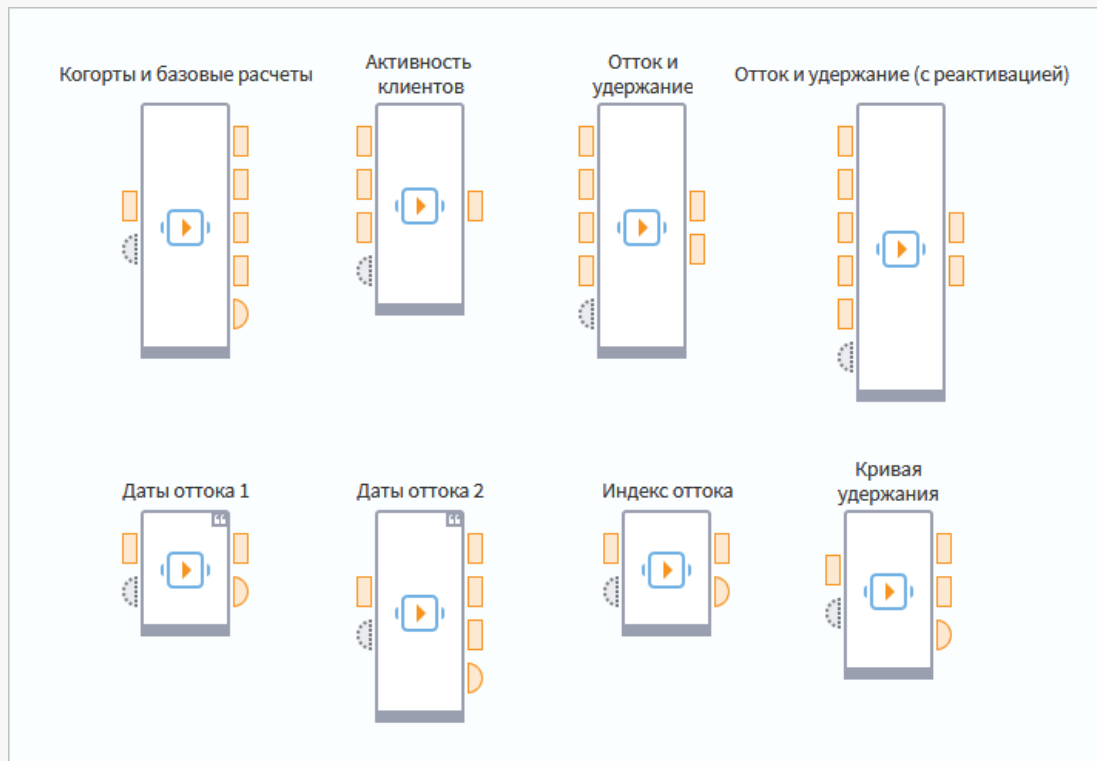 Когорты и базовые расчеты
Активность
клиентов
Отток и
удержание
Отток и удержание (с реактивацией)
Даты оттока 1
Даты оттока 2
Индекс оттока
Кривая
удержания